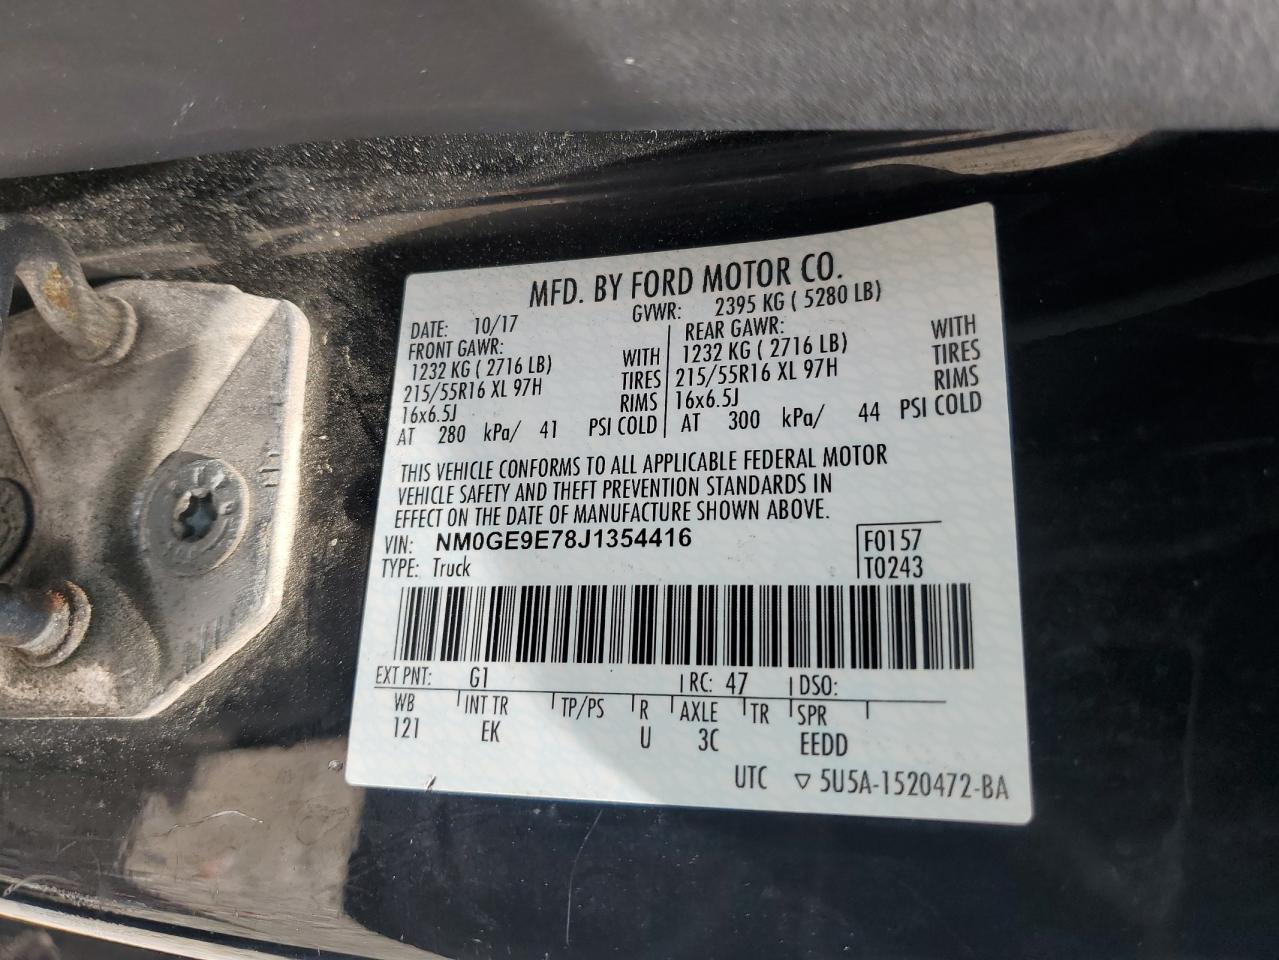 MFD. BY FORD MOTOR CO.
DATE: 10/17 GVWR: 2395 KG ( 5280 LB)
FRONT GAWR: REAR GAWR:
1232 KG ( 2716 LB) WITH 1232 KG ( 2716 LB) WITH
215/55R16 XL 97H TIRES 215/55R16 XL 97H TIRES
16x6.5J RIMS 16x6.5J RIMS
AT 280 kPa/ 41 PSI COLD AT 300 kPa/ 44 PSI COLD
THIS VEHICLE CONFORMS TO ALL APPLICABLE FEDERAL MOTOR
VEHICLE SAFETY AND THEFT PREVENTION STANDARDS IN
EFFECT ON THE DATE OF MANUFACTURE SHOWN ABOVE.
VIN: NM0GE9E78J1354416 F0157
TYPE: Truck T0243
EXT PNT: G1 RC: 47 DSO:
WB INT TR TP/PS R AXLE TR SPR
121 EK U 3C EEDD
UTC ▽ 5U5A-1520472-BA